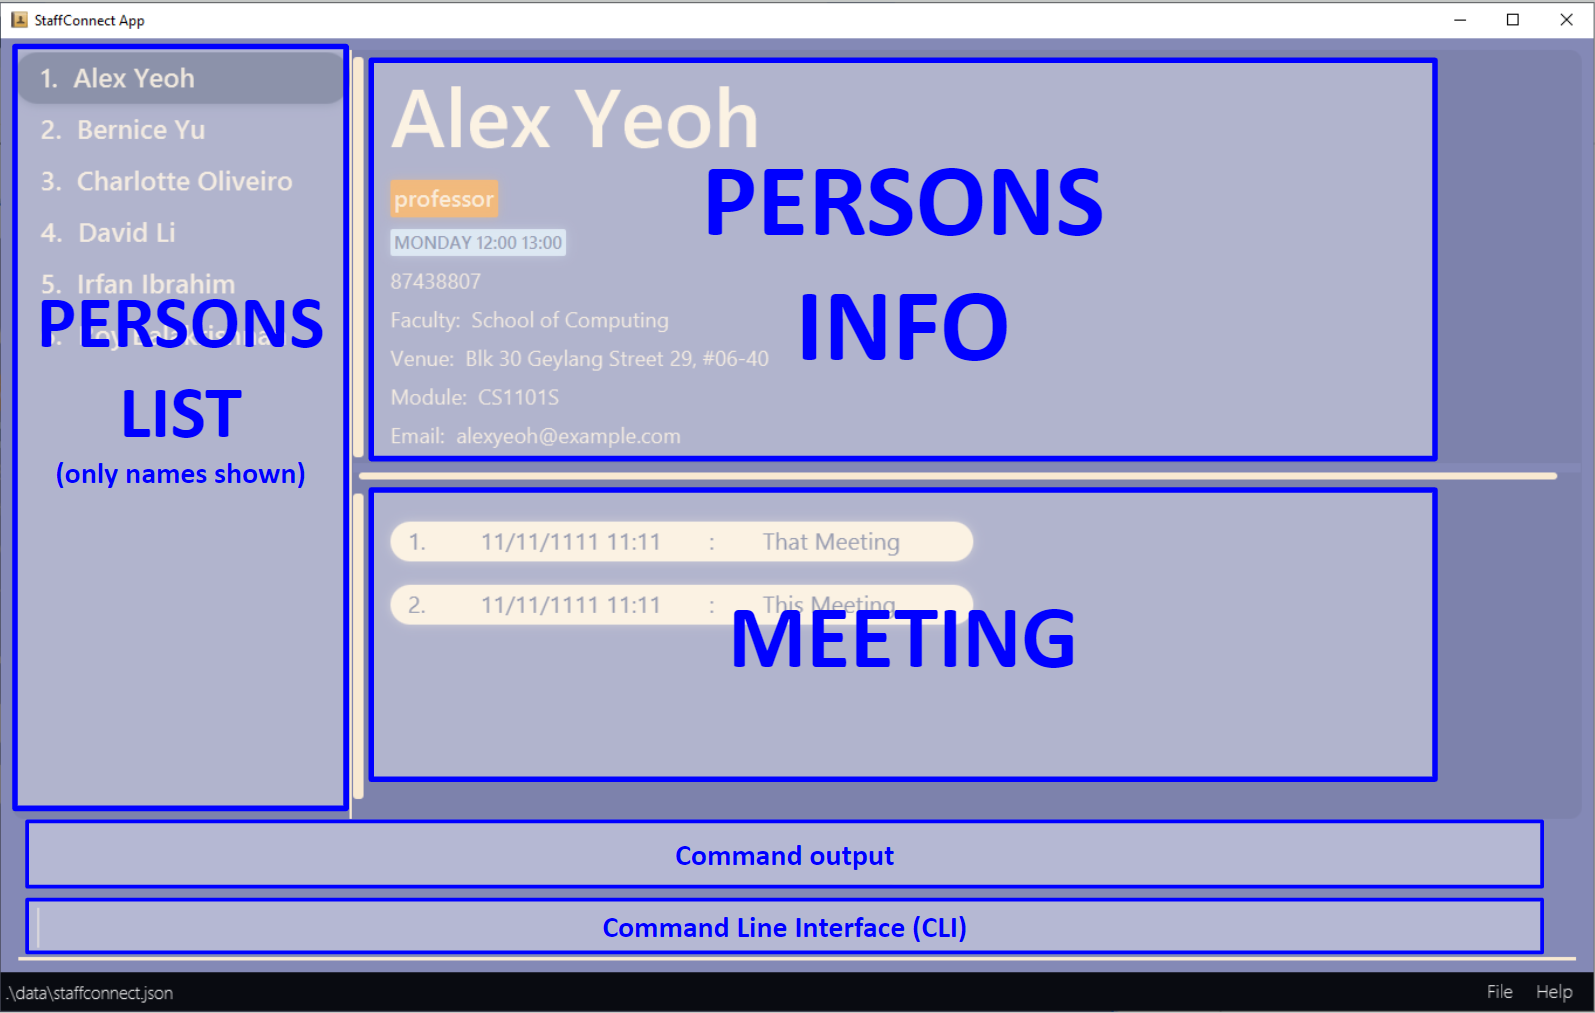 StaffConnect App
1. Alex Yeoh
2. Bernice Yu
3. Charlotte Oliveiro
4. David Li
5. Irfan Ibrahim
PERSONS
LIST
(only names shown)
Alex Yeoh
professor
MONDAY 12:00 13:00
87438807
Faculty: School of Computing
Venue: Blk 30 Geylang Street 29, #06-40
Module: CS1101S
Email: alexyeoh@example.com
PERSONS
INFO
1. 11/11/1111 11:11 : That Meeting
2. 11/11/1111 11:11 : This Meeting
MEETING
Command output
Command Line Interface (CLI)
.\data\staffconnect.json
File Help